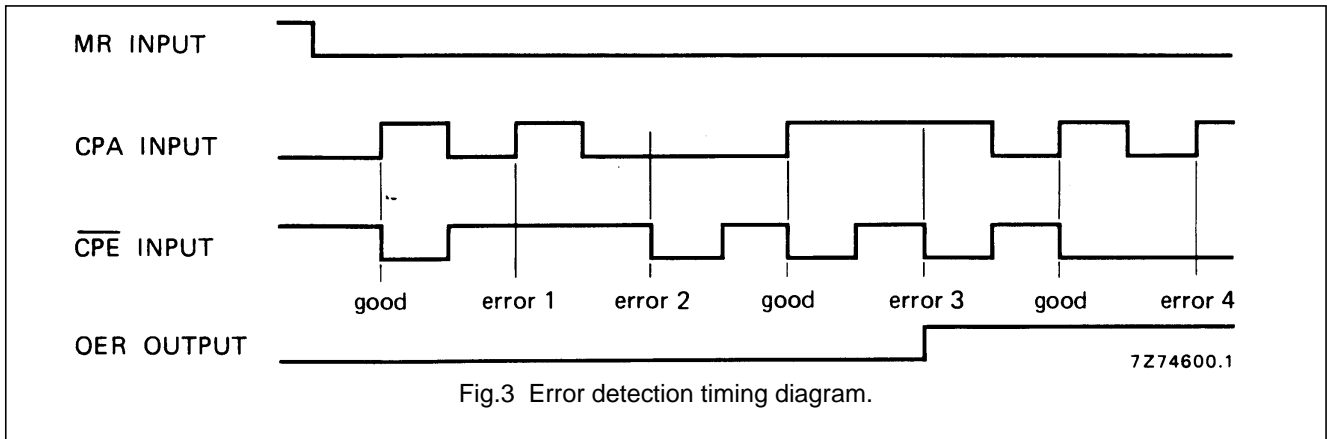 MR INPUT
CPA INPUT
CPE INPUT
good error 1 error 2 good error 3 good error 4
OER OUTPUT
7Z74600.1
Fig.3 Error detection timing diagram.